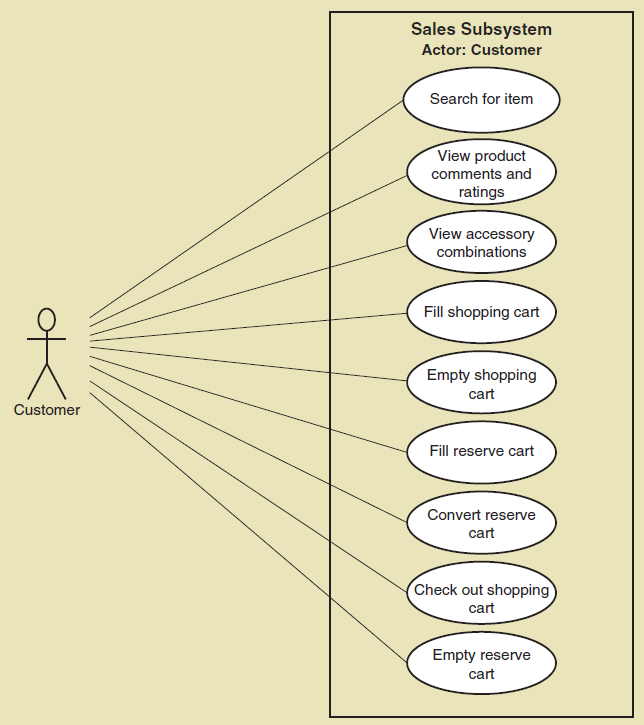 Sales Subsystem
Actor: Customer
Search for item
View product
comments and
ratings
View accessory
combinations
Fill shopping cart
Empty shopping
cart
Fill reserve cart
Convert reserve
cart
Check out shopping
cart
Empty reserve
cart
Customer